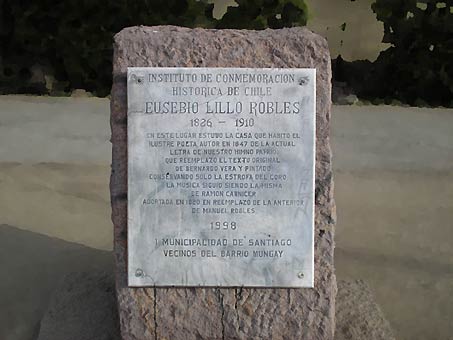 INSTITUTO DE CONMEMORACION
HISTORICA DE CHILE
EUSEBIO LILLO ROBLES
1826 - 1910
EN ESTE LUGAR ESTUVO LA CASA QUE HABITO EL
ILUSTRE POETA AUTOR EN 1847 DE LA ACTUAL
LETRA DE NUESTRO HIMNO PATRIO,
QUE REEMPLAZO EL TEXTO ORIGINAL
DE BERNARDO VERA Y PINTADO
CONSERVANDO SOLO LA ESTROFA DEL CORO
LA MUSICA SIGUIO SIENDO LA MISMA
DE RAMON CARNICER
ADOPTADA EN 1820 EN REEMPLAZO DE LA ANTERIOR
DE MANUEL ROBLES
1998
I MUNICIPALIDAD DE SANTIAGO
VECINOS DEL BARRIO YUNGAY